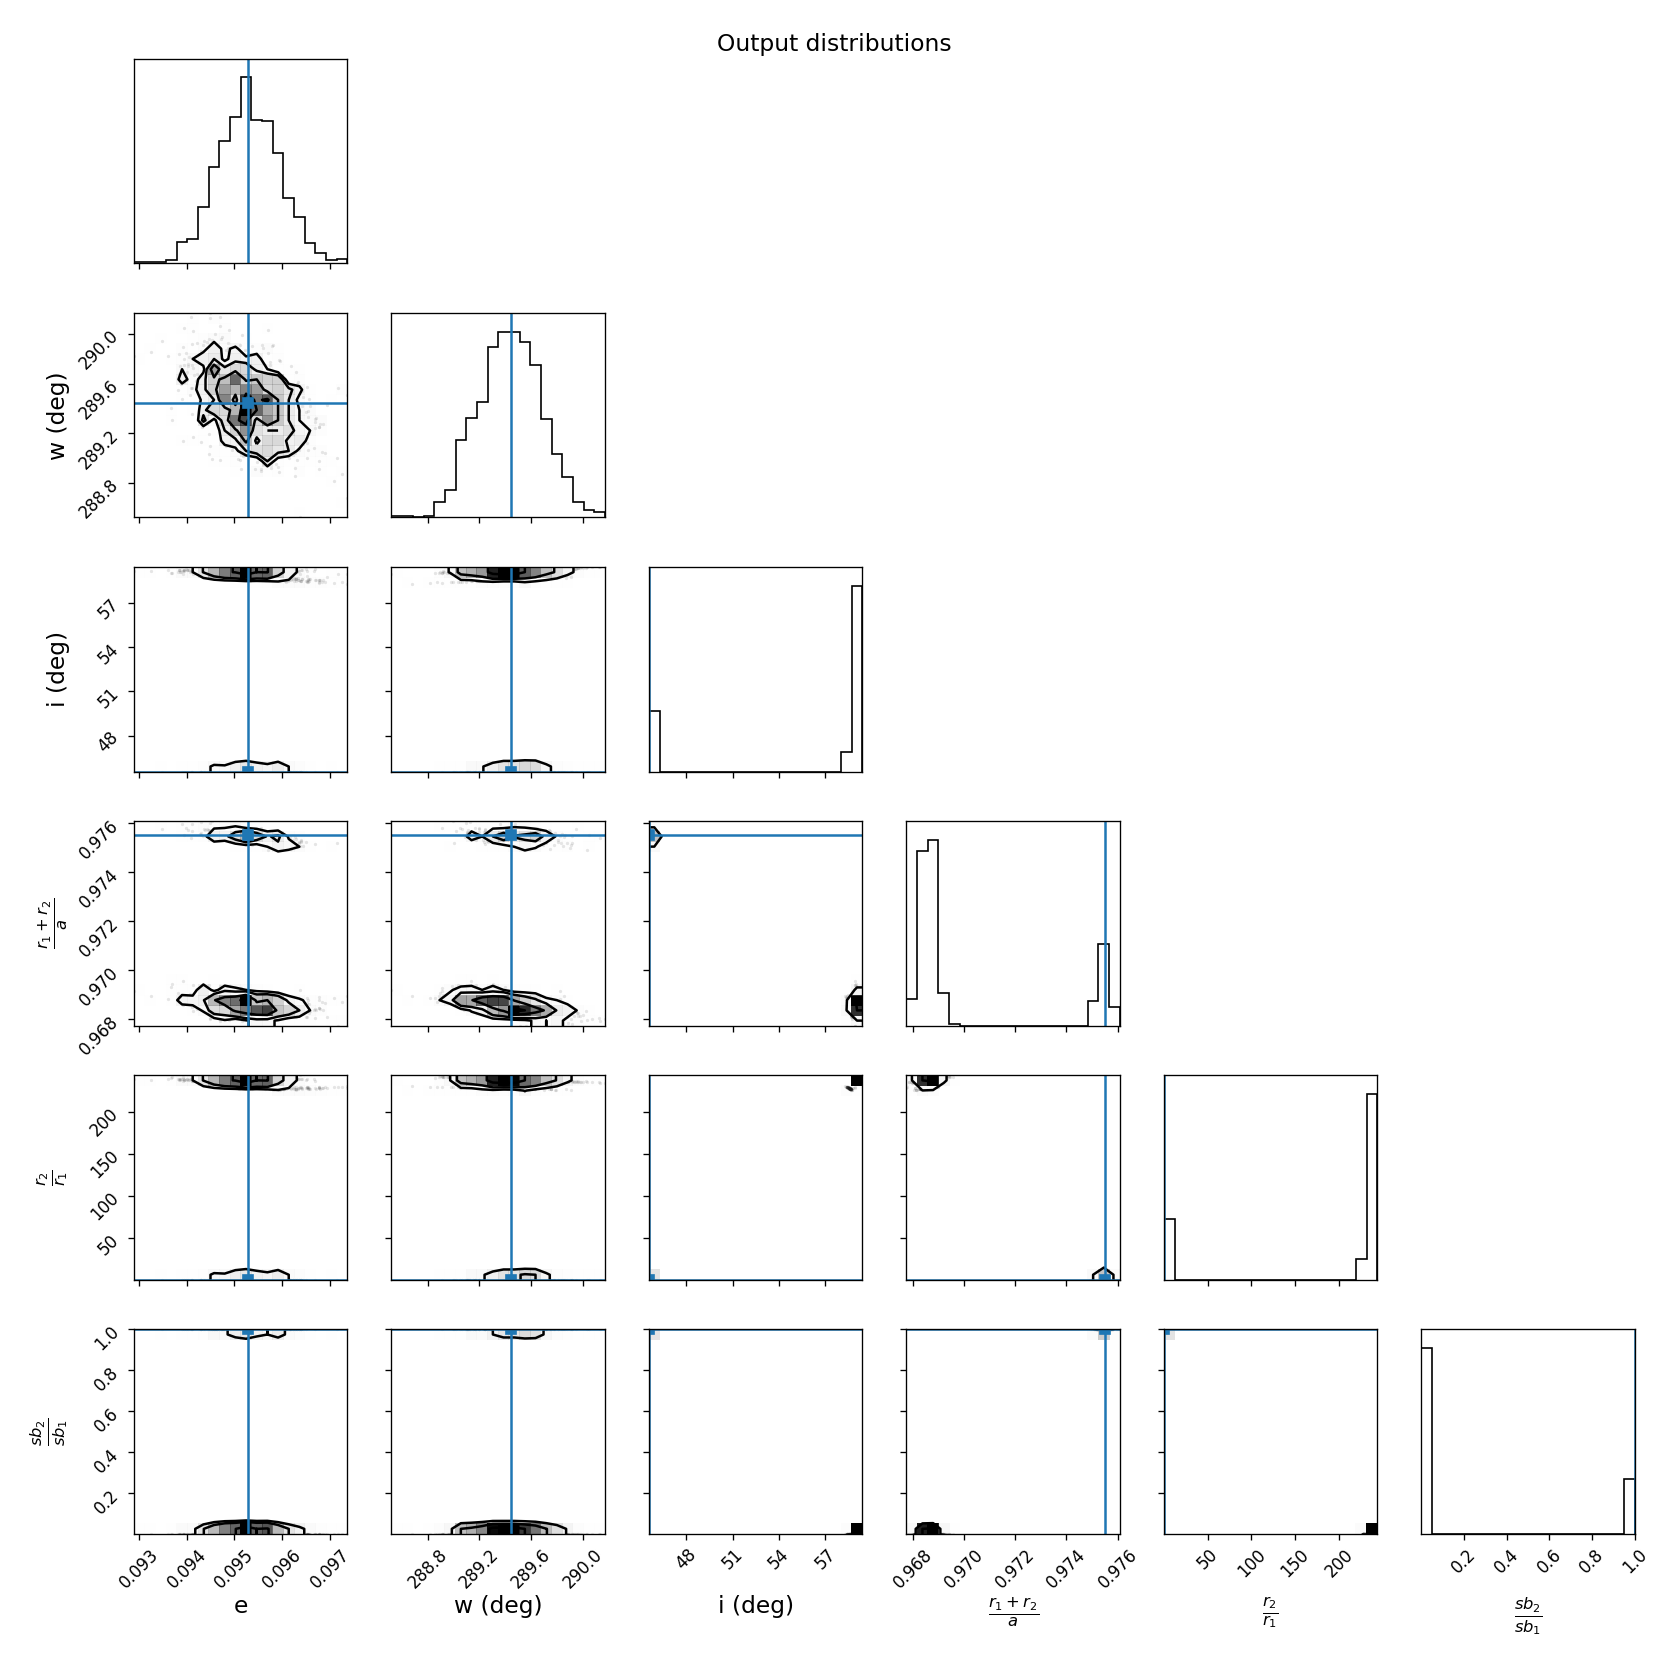 Output distributions
w (deg)
290.0
289.6
289.2
288.8
i (deg)
57
54
51
48
r₁ + r₂
a
0.976
0.974
0.972
0.970
0.968
r₂
r₁
200
150
100
50
sb₂
sb₁
1.0
0.8
0.6
0.4
0.2
0.093 0.094 0.095 0.096 0.097 288.8 289.2 289.6 290.0 48 51 54 57 0.968 0.970 0.972 0.974 0.976 50 100 150 200 0.2 0.4 0.6 0.8 1.0
e
w (deg)
i (deg)
r₁ + r₂
a
r₂
r₁
sb₂
sb₁